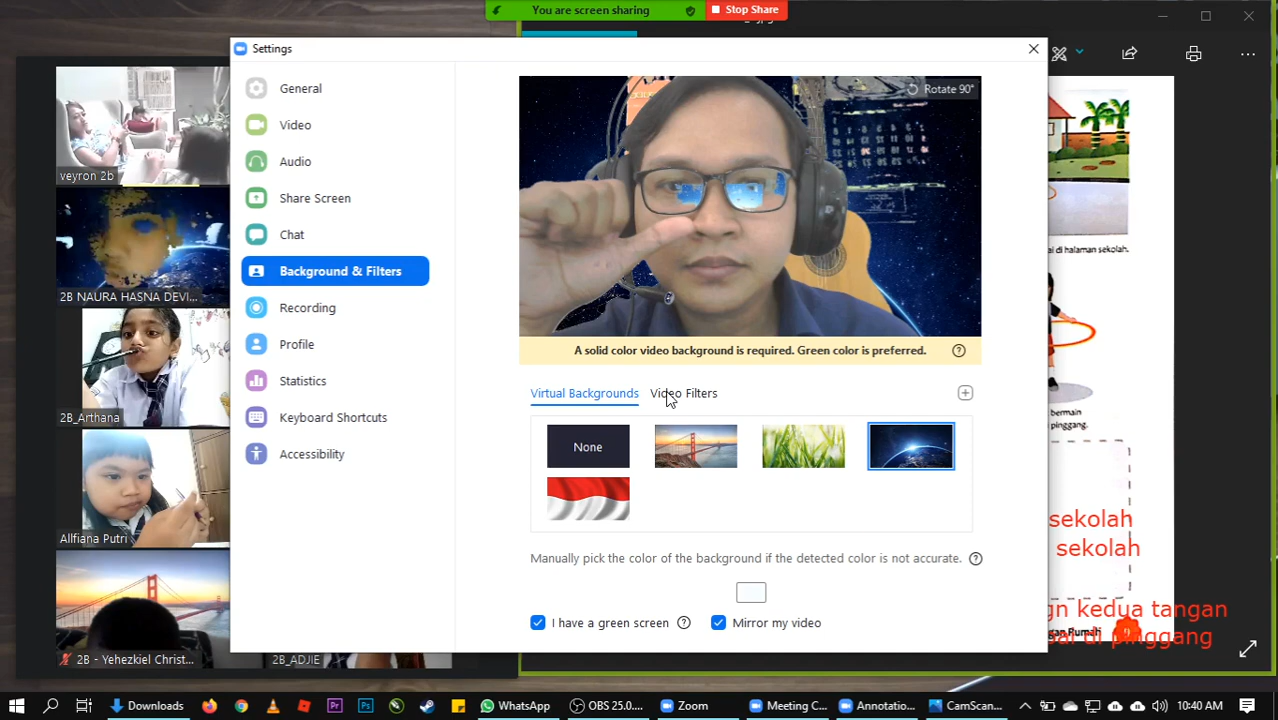 You are screen sharing
Stop Share
Settings
Rotate 90°
General
Video
Audio
Share Screen
Chat
Background & Filters
Recording
Profile
Statistics
Keyboard Shortcuts
Accessibility
A solid color video background is required. Green color is preferred.
Virtual Backgrounds
Video Filters
None
Manually pick the color of the background if the detected color is not accurate.
I have a green screen
Mirror my video
veyron 2b
2B NAURA HASNA DEVI...
2B_Arthana
Allfiana Putri
2B - Yehezkiel Christ...
2B_ADJIE
di halaman sekolah.
bermain
pinggang.
sekolah
sekolah
gn kedua tangan
di pinggang
Downloads
WhatsApp
OBS 25.0....
Zoom
Meeting C...
Annotatio...
CamScan...
10:40 AM